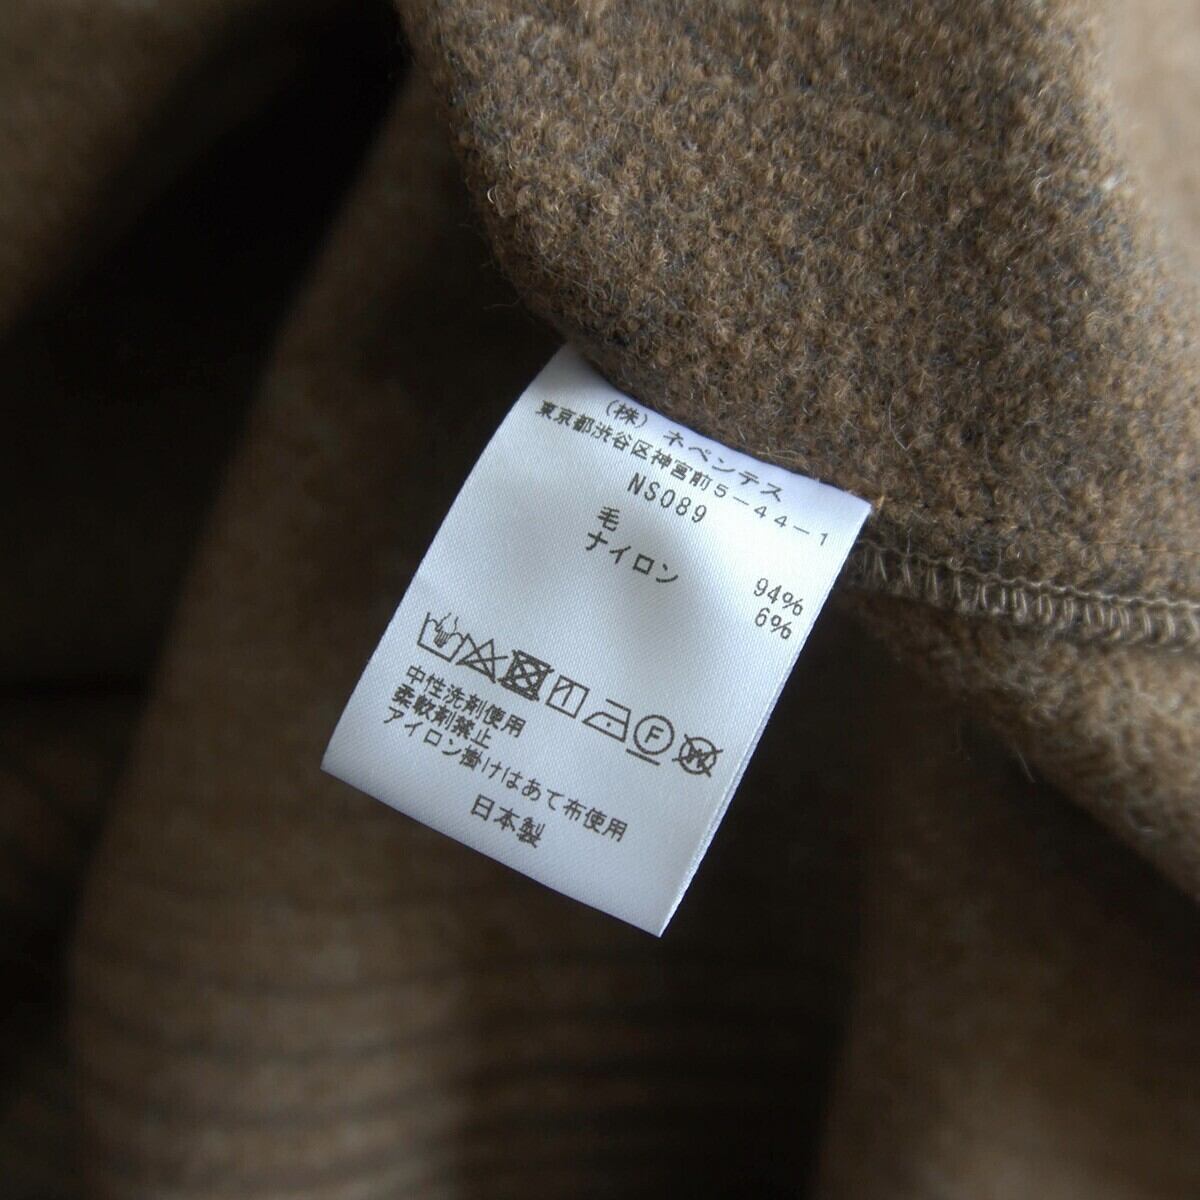 (株) ネペンテス
東京都渋谷区神宮前5-44-1
NS089
毛 94%
ナイロン 6%
F
W
中性洗剤使用
柔軟剤禁止
アイロン掛けはあて布使用
日本製